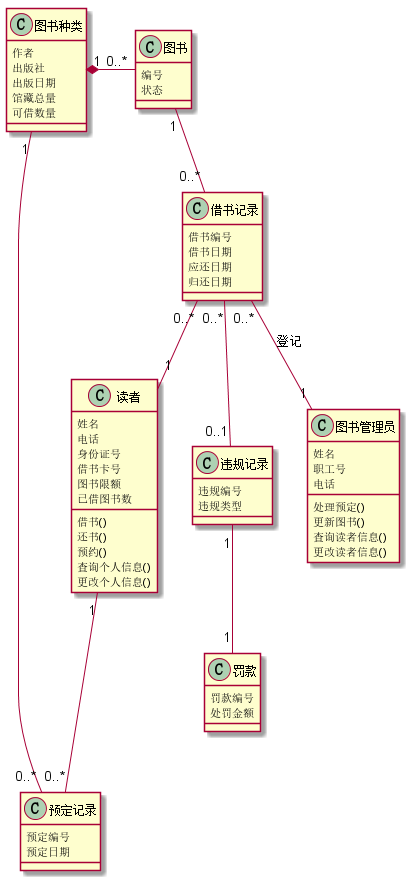 C 图书种类
作者
出版社
出版日期
馆藏总量
可借数量
1 0..*
C 图书
编号
状态
1
1
0..*
C 借书记录
借书编号
借书日期
应还日期
归还日期
0..* 0..* 0..*
登记
1
0..1
1
C 读者
姓名
电话
身份证号
借书卡号
图书限额
已借图书数
借书()
还书()
预约()
查询个人信息()
更改个人信息()
C 违规记录
违规编号
违规类型
C 图书管理员
姓名
职工号
电话
处理预定()
更新图书()
查询读者信息()
更改读者信息()
1
1
1
C 罚款
罚款编号
处罚金额
0..* 0..*
C 预定记录
预定编号
预定日期